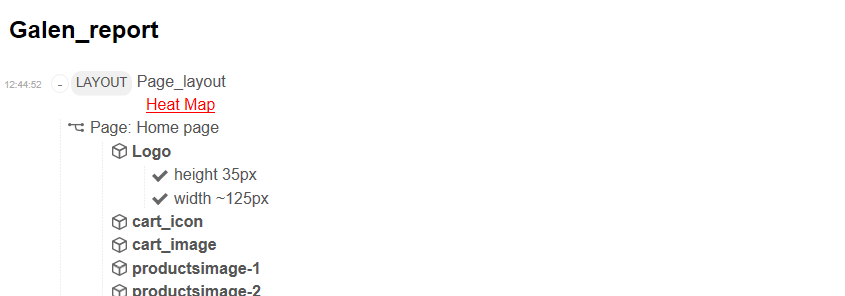 Galen_report
12:44:52 - LAYOUT Page_layout
Heat Map
Page: Home page
Logo
height 35px
width ~125px
cart_icon
cart_image
productsimage-1
productsimage-2